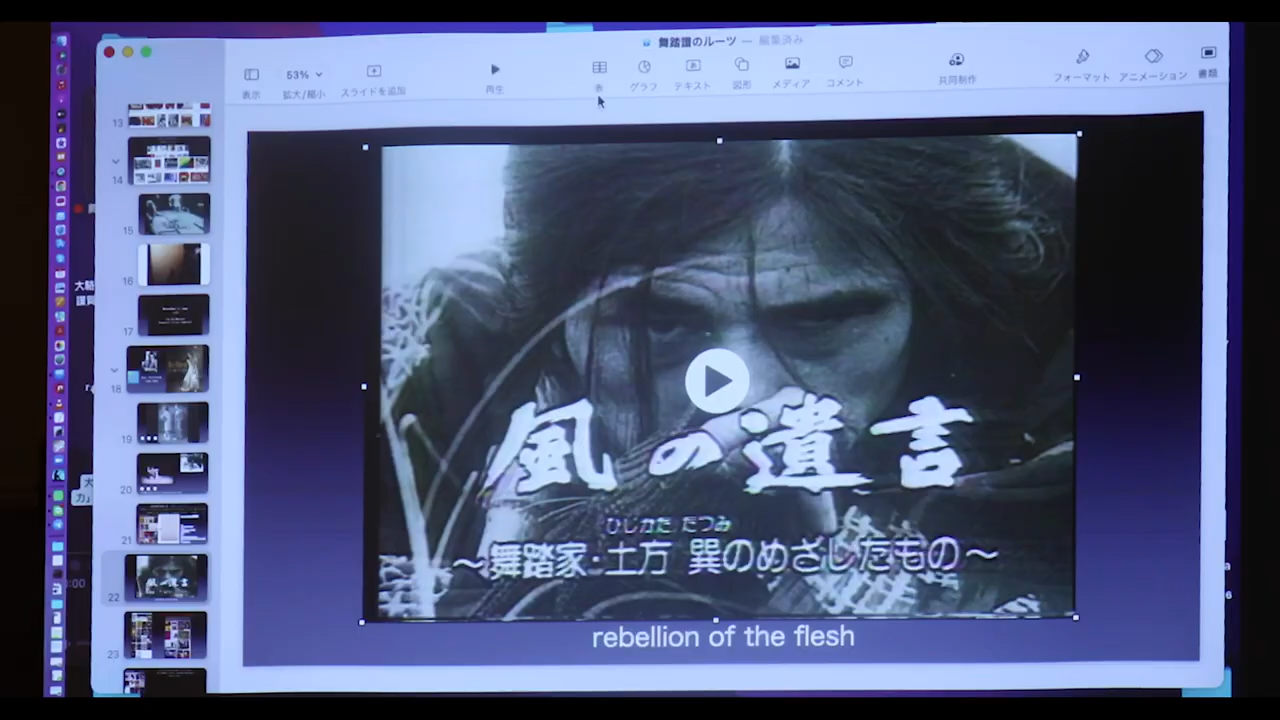 舞踏譜のルーツ — 編集済み
53%
表示
拡大/縮小
スライドを追加
再生
表
グラフ
テキスト
図形
メディア
コメント
共同制作
フォーマット
アニメーション
書類
13
14
15
16
17
18
19
20
21
22
23
風の遺言
ひじかた たつみ
〜舞踏家・土方 巽のめざしたもの〜
rebellion of the flesh